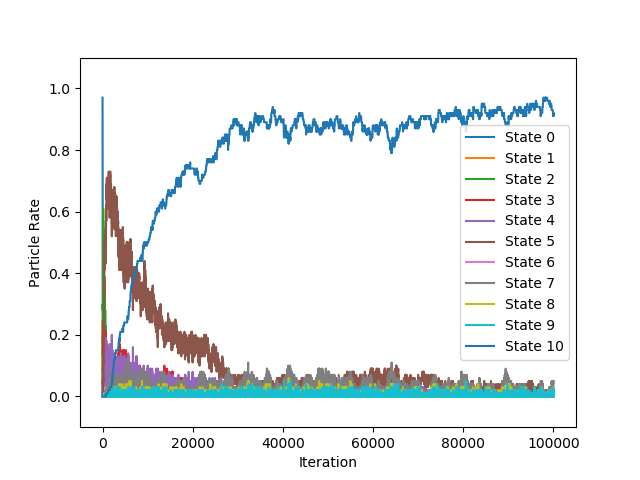 1.0
0.8
0.6
0.4
0.2
0.0
Particle Rate
0 20000 40000 60000 80000 100000
Iteration
State 0
State 1
State 2
State 3
State 4
State 5
State 6
State 7
State 8
State 9
State 10